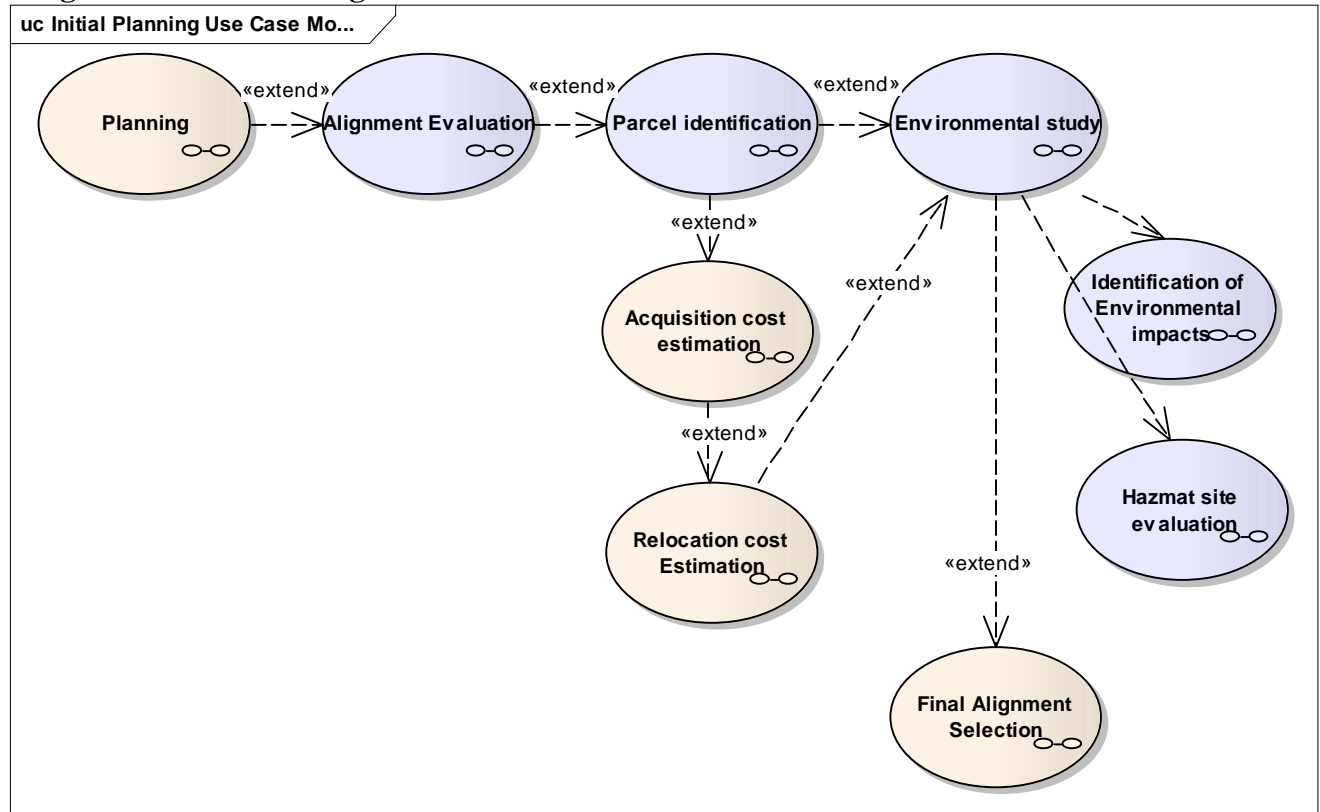 uc Initial Planning Use Case Mo...
Planning
«extend»
Alignment Evaluation
«extend»
Parcel identification
«extend»
Environmental study
«extend»
Acquisition cost
estimation
«extend»
Relocation cost
Estimation
«extend»
Identification of
Environmental
impacts
Hazmat site
evaluation
«extend»
Final Alignment
Selection